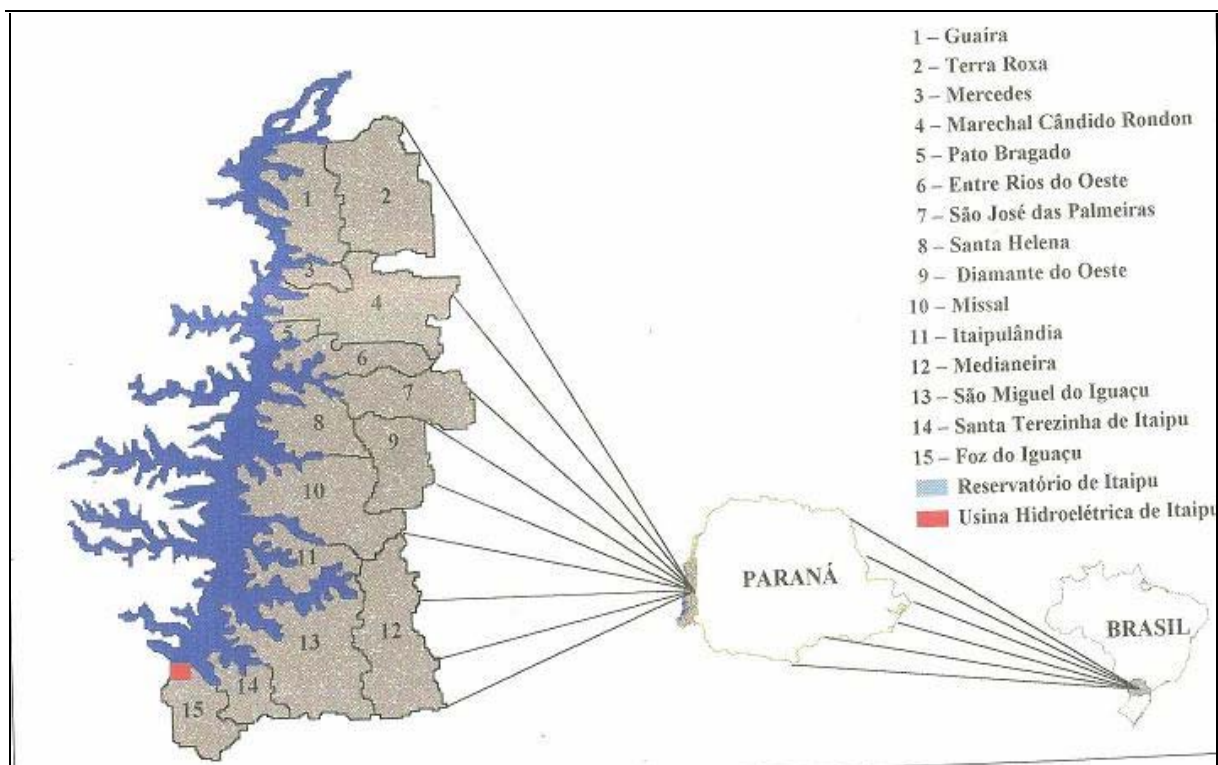 1 – Guaíra
2 – Terra Roxa
3 – Mercedes
4 – Marechal Cândido Rondon
5 – Pato Bragado
6 – Entre Rios do Oeste
7 – São José das Palmeiras
8 – Santa Helena
9 – Diamante do Oeste
10 – Missal
11 – Itaipulândia
12 – Medianeira
13 – São Miguel do Iguaçu
14 – Santa Terezinha de Itaipu
15 – Foz do Iguaçu
Reservatório de Itaipu
Usina Hidroelétrica de Itaipu
1
2
3
4
5
6
7
8
9
10
11
12
13
14
15
PARANÁ
BRASIL